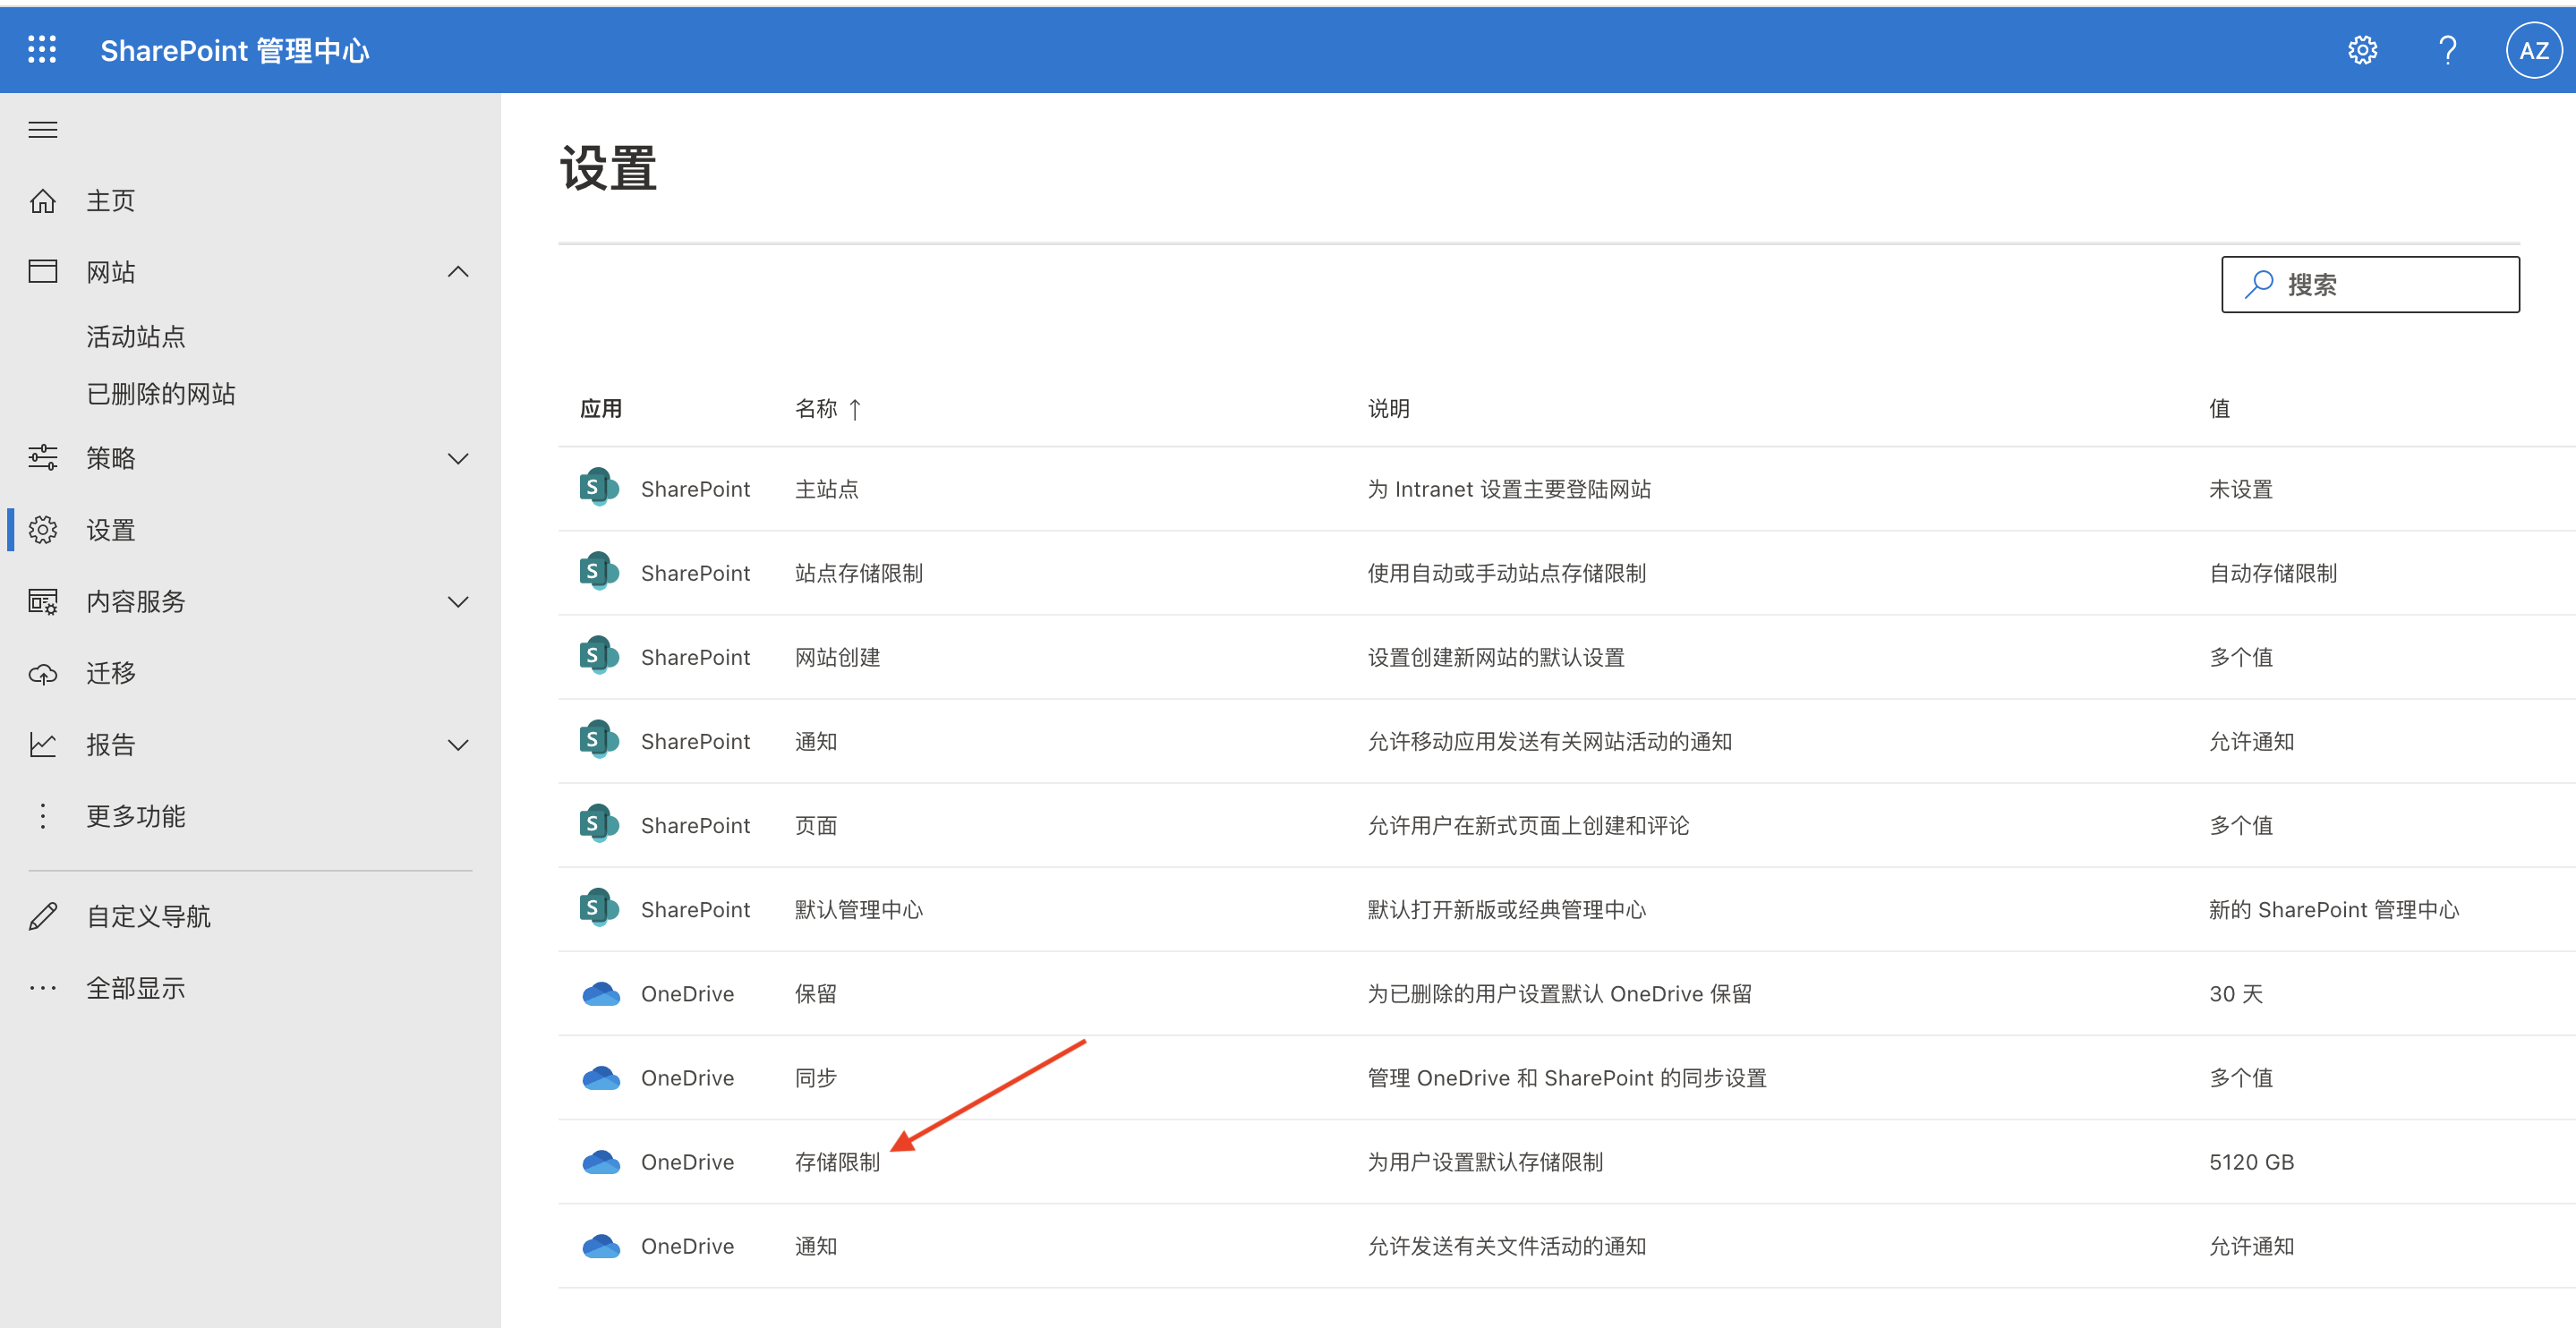 SharePoint 管理中心
AZ
主页
网站
活动站点
已删除的网站
策略
设置
内容服务
迁移
报告
更多功能
自定义导航
全部显示
设置
搜索
应用 名称 ↑ 说明 值
SharePoint 主站点 为 Intranet 设置主要登陆网站 未设置
SharePoint 站点存储限制 使用自动或手动站点存储限制 自动存储限制
SharePoint 网站创建 设置创建新网站的默认设置 多个值
SharePoint 通知 允许移动应用发送有关网站活动的通知 允许通知
SharePoint 页面 允许用户在新式页面上创建和评论 多个值
SharePoint 默认管理中心 默认打开新版或经典管理中心 新的 SharePoint 管理中心
OneDrive 保留 为已删除的用户设置默认 OneDrive 保留 30 天
OneDrive 同步 管理 OneDrive 和 SharePoint 的同步设置 多个值
OneDrive 存储限制 为用户设置默认存储限制 5120 GB
OneDrive 通知 允许发送有关文件活动的通知 允许通知